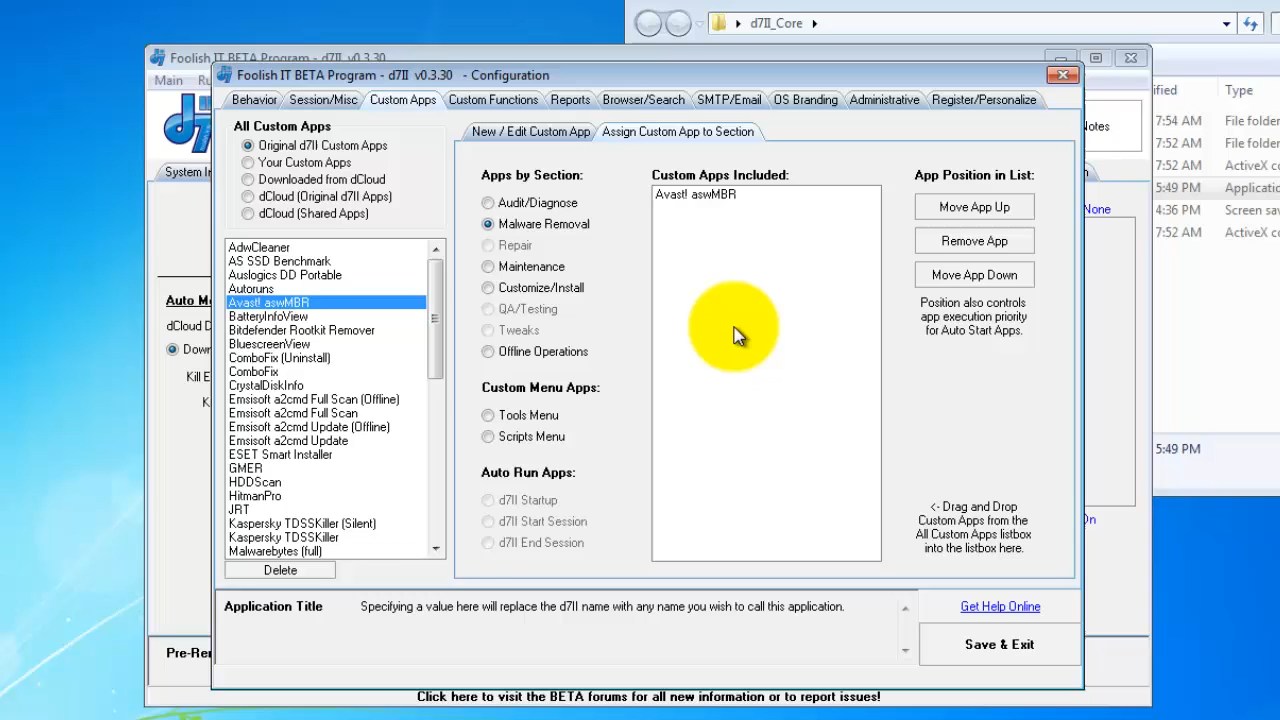 d7II_Core
Foolish IT BETA Program - d7II v0.3.30
Foolish IT BETA Program - d7II v0.3.30 - Configuration
Main
Behavior
Session/Misc
Custom Apps
Custom Functions
Reports
Browser/Search
SMTP/Email
OS Branding
Administrative
Register/Personalize
Type
Notes
7:54 AM File folder
7:52 AM File folder
7:52 AM ActiveX
5:49 PM Applicatio
4:36 PM Screen sav
7:52 AM ActiveX co
None
System In
Auto Mo
dCloud D
Down
Kill E
K
All Custom Apps
Original d7II Custom Apps
Your Custom Apps
Downloaded from dCloud
dCloud (Original d7II Apps)
dCloud (Shared Apps)
AdwCleaner
AS SSD Benchmark
Auslogics DD Portable
Autoruns
Avast! aswMBR
BatteryInfoView
Bitdefender Rootkit Remover
BluescreenView
ComboFix (Uninstall)
ComboFix
CrystalDiskInfo
Emsisoft a2cmd Full Scan (Offline)
Emsisoft a2cmd Full Scan
Emsisoft a2cmd Update (Offline)
Emsisoft a2cmd Update
ESET Smart Installer
GMER
HDDScan
HitmanPro
JRT
Kaspersky TDSSKiller (Silent)
Kaspersky TDSSKiller
Malwarebytes (full)
Delete
New / Edit Custom App
Assign Custom App to Section
Apps by Section:
Audit/Diagnose
Malware Removal
Repair
Maintenance
Customize/Install
QA/Testing
Tweaks
Offline Operations
Custom Menu Apps:
Tools Menu
Scripts Menu
Auto Run Apps:
d7II Startup
d7II Start Session
d7II End Session
Custom Apps Included:
Avast! aswMBR
App Position in List:
Move App Up
Remove App
Move App Down
Position also controls
app execution priority
for Auto Start Apps.
<- Drag and Drop
Custom Apps from the
All Custom Apps listbox
into the listbox here.
5:49 PM
On
Application Title
Specifying a value here will replace the d7II name with any name you wish to call this application.
Get Help Online
Save & Exit
Pre-Re
Click here to visit the BETA forums for all new information or to report issues!